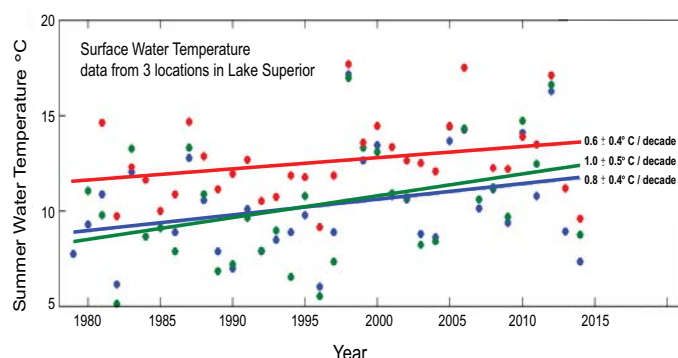 20
Surface Water Temperature
data from 3 locations in Lake Superior
15
0.6 ± 0.4° C / decade
1.0 ± 0.5° C / decade
0.8 ± 0.4° C / decade
10
5
Summer Water Temperature °C
1980 1985 1990 1995 2000 2005 2010 2015
Year